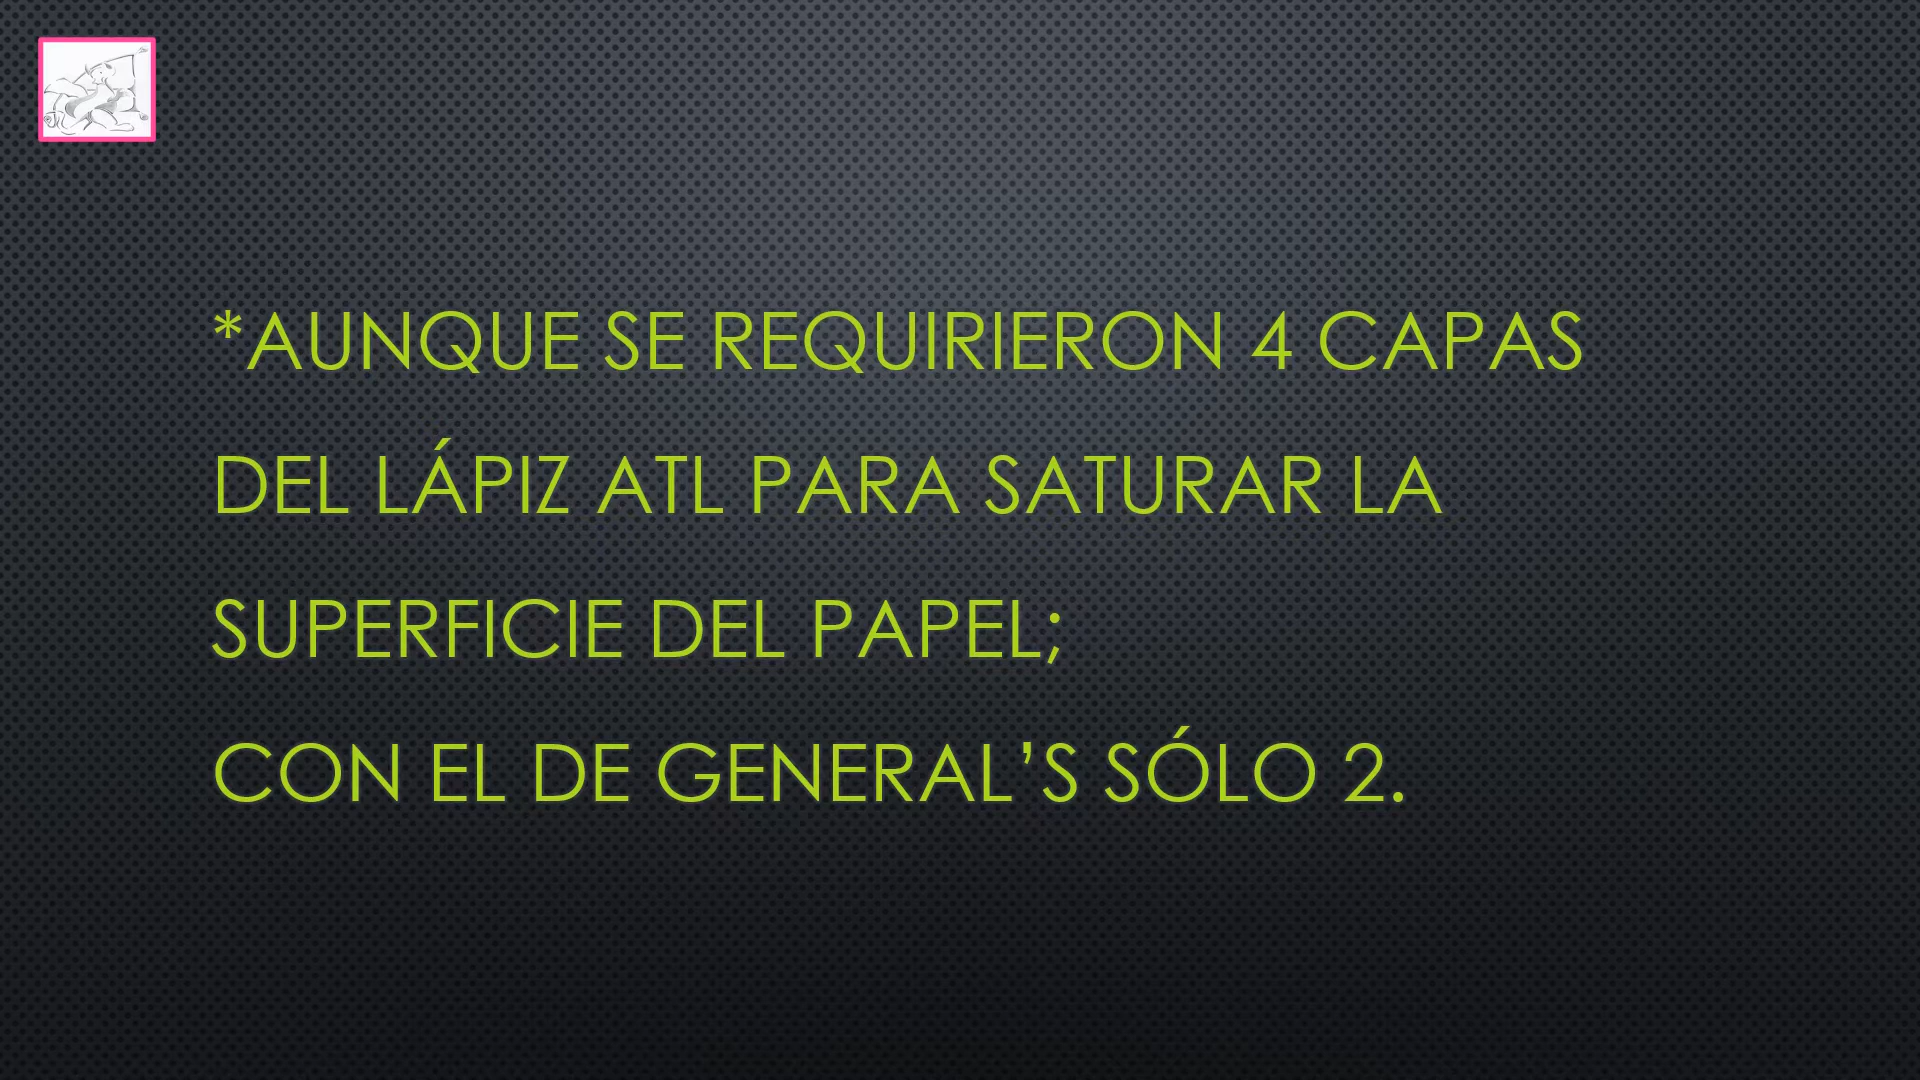 *AUNQUE SE REQUIRIERON 4 CAPAS
DEL LÁPIZ ATL PARA SATURAR LA
SUPERFICIE DEL PAPEL;
CON EL DE GENERAL’S SÓLO 2.